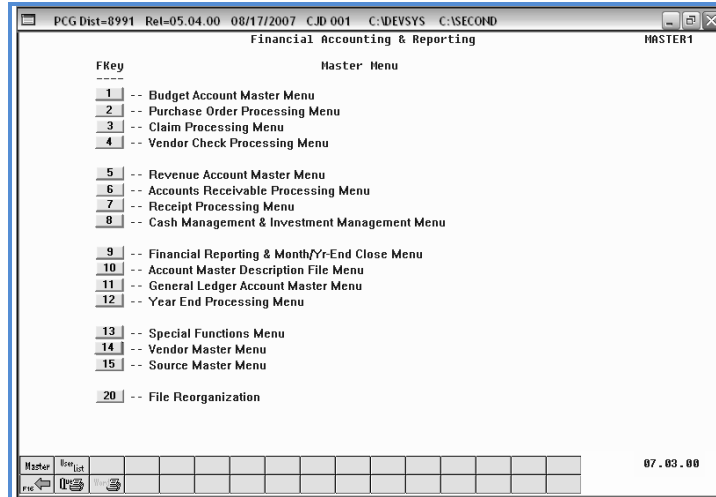 PCG Dist=8991 Rel=05.04.00 08/17/2007 CJD 001 C:\DEVSYS C:\SECOND
Financial Accounting & Reporting MASTER1
FKey Master Menu
----
1 -- Budget Account Master Menu
2 -- Purchase Order Processing Menu
3 -- Claim Processing Menu
4 -- Vendor Check Processing Menu
5 -- Revenue Account Master Menu
6 -- Accounts Receivable Processing Menu
7 -- Receipt Processing Menu
8 -- Cash Management & Investment Management Menu
9 -- Financial Reporting & Month/Yr-End Close Menu
10 -- Account Master Description File Menu
11 -- General Ledger Account Master Menu
12 -- Year End Processing Menu
13 -- Special Functions Menu
14 -- Vendor Master Menu
15 -- Source Master Menu
20 -- File Reorganization
Master User List 07.03.00
F16 Que